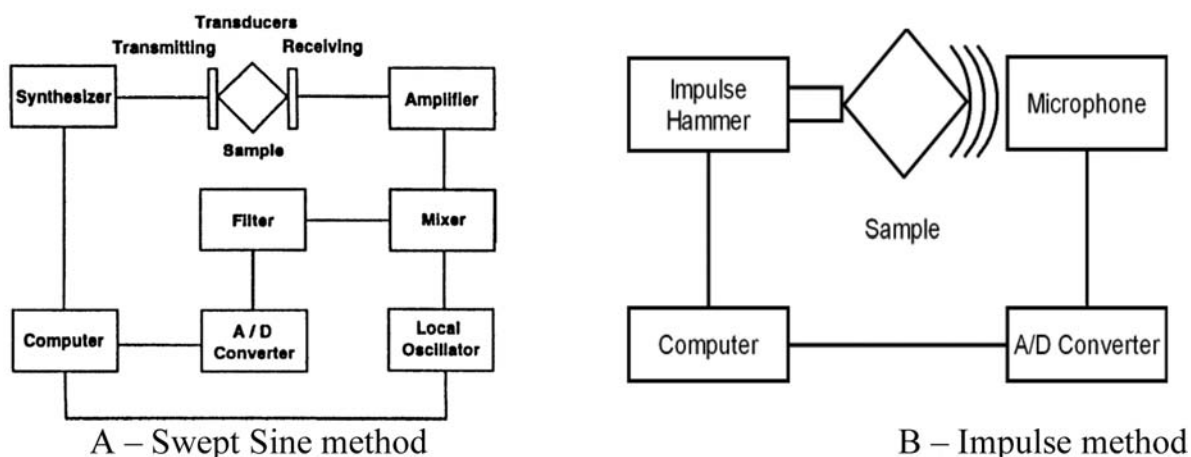 Transducers
Transmitting
Receiving
Synthesizer
Amplifier
Sample
Filter
Mixer
Computer
A / D
Converter
Local
Oscillator
A – Swept Sine method
Impulse
Hammer
Microphone
Sample
Computer
A/D Converter
B – Impulse method